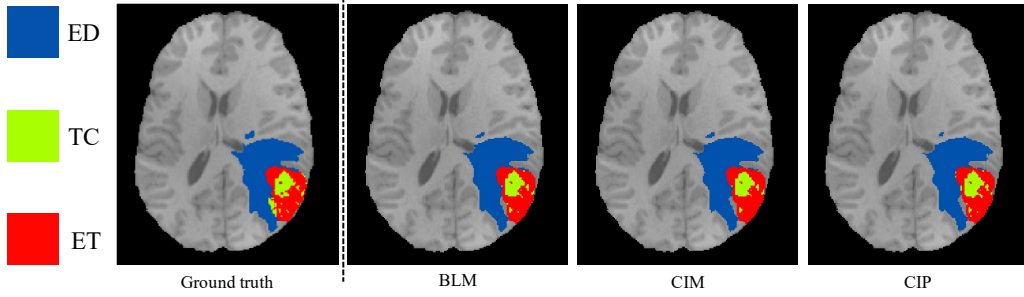 ED
TC
ET
Ground truth
BLM
CIM
CIP